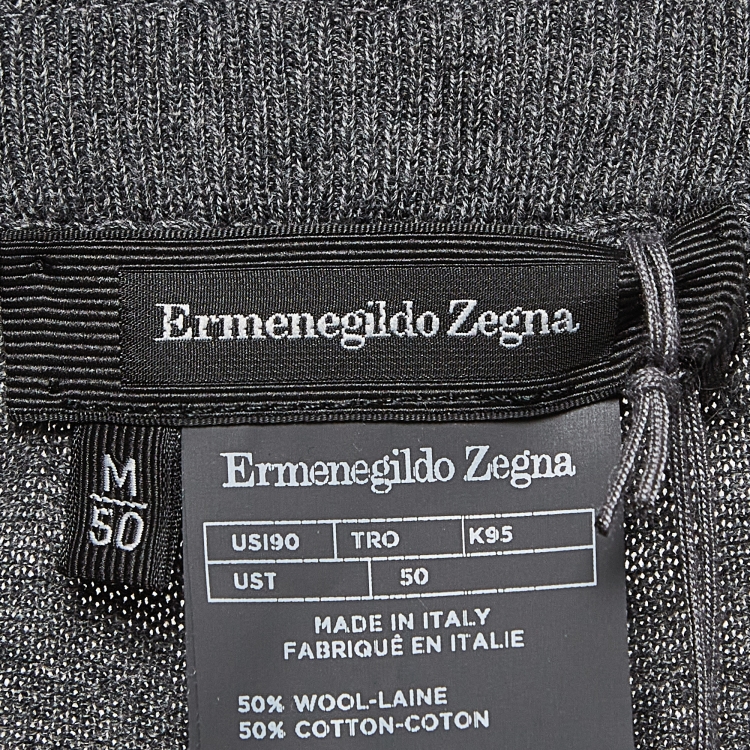 Ermenegildo Zegna
M
50
Ermenegildo Zegna
USI90 TRO K95
UST 50
MADE IN ITALY
FABRIQUÊ EN ITALIE
50% WOOL-LAINE
50% COTTON-COTON